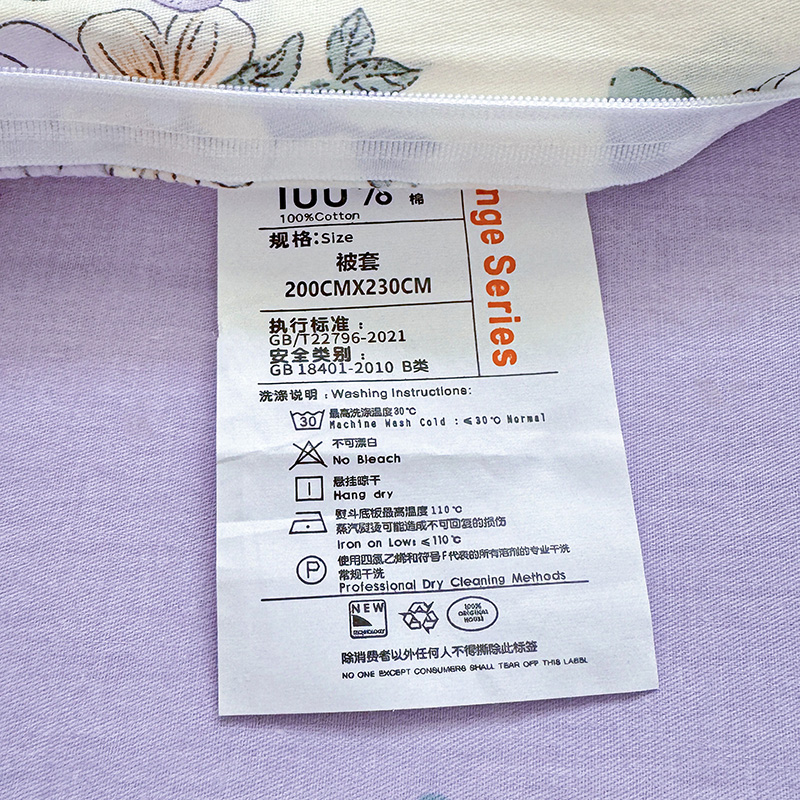 100% 棉
100%Cotton
规格:Size
被套
200CMX230CM
执行标准：
GB/T22796-2021
安全类别：
GB 18401-2010 B类
nge Series
洗涤说明：Washing Instructions:
30
最高洗涤温度30℃
Machine Wash Cold : ≤30℃ Normal
不可漂白
No Bleach
悬挂晾干
Hang dry
熨斗底板最高温度110℃
蒸汽熨烫可能造成不可回复的损伤
Iron on Low: ≤110℃
P
使用四氯乙烯和符号F代表的所有溶剂的专业干洗
常规干洗
Professional Dry Cleaning Methods
NEW
TECHNOLOGY
100%
ORIGINAL
HOUSE
除消费者以外任何人不得撕除此标签
NO ONE EXCEPT CONSUMERS SHALL TEAR OFF THIS LABEL